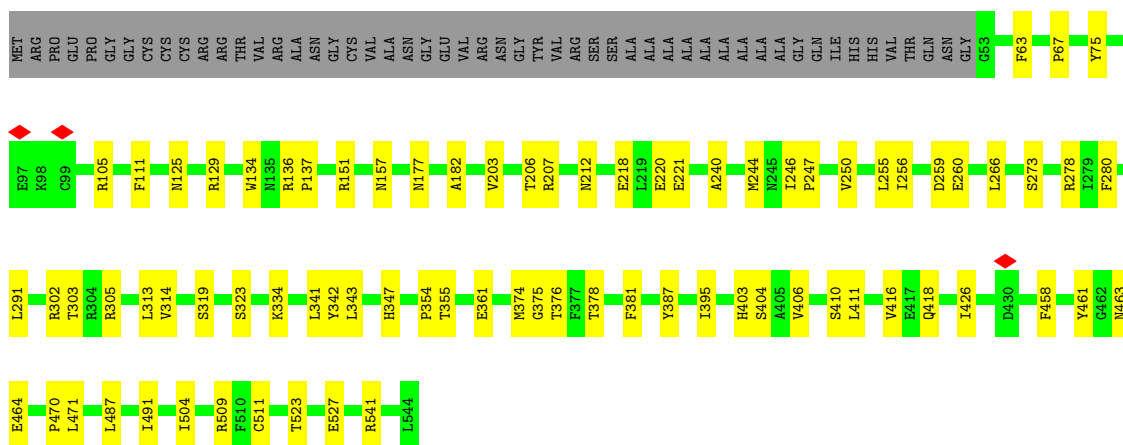 MET ARG PRO GLU PRO GLY GLY CYS CYS CYS ARG ARG THR VAL ARG ALA ASN GLY CYS VAL ALA ASN GLY GLU VAL ARG ASN GLY TYR VAL ARG SER SER ALA ALA ALA ALA ALA ALA ALA ALA ALA ALA GLY GLN ILE HIS HIS VAL THR GLN ASN GLY G53 F63 P67 Y75
E97 K98 C99 R105 F111 N125 R129 W134 N135 R136 P137 R151 N157 N177 A182 V203 T206 R207 N212 E218 L219 E220 E221 A240 M244 N245 I246 P247 V250 L255 I256 D259 E260 L266 S273 R278 I279 F280
L291 R302 T303 R304 R305 L313 V314 S319 S323 K334 L341 Y342 L343 H347 P354 T355 E361 M374 G375 T376 F377 T378 F381 Y387 I395 H403 S404 A405 V406 S410 L411 V416 E417 Q418 I426 D430 F458 Y461 G462 N463
E464 P470 L471 L487 I491 I504 R509 F510 C511 T523 E527 R541 L544